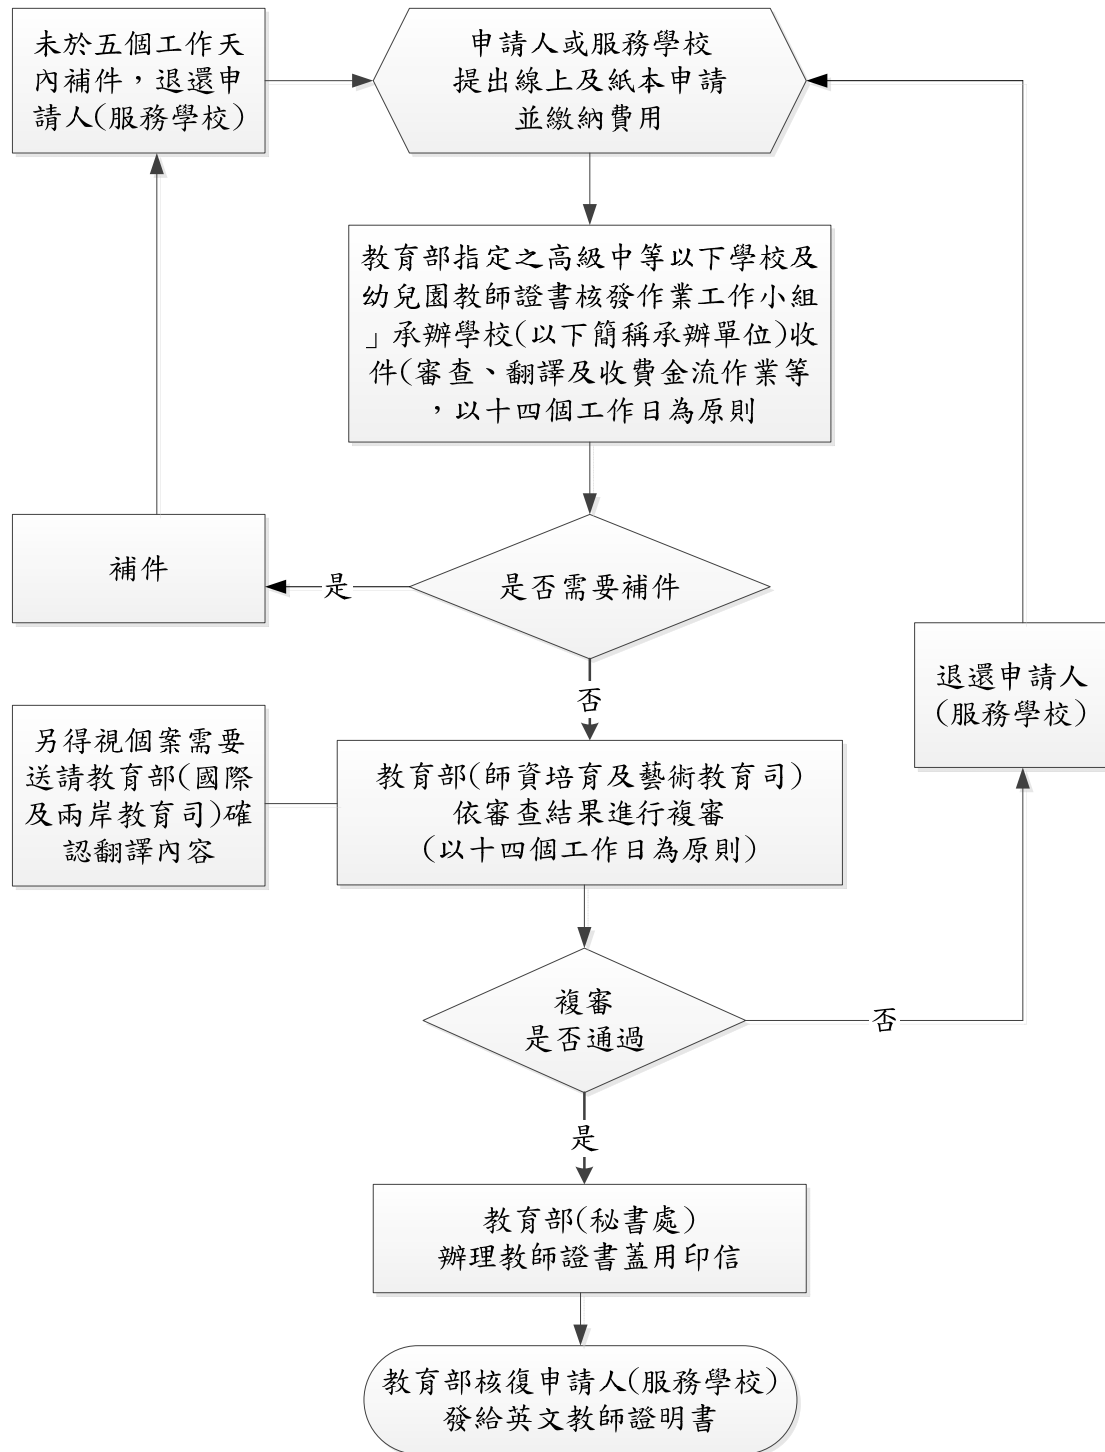 未於五個工作天
內補件，退還申
請人(服務學校)
申請人或服務學校
提出線上及紙本申請
並繳納費用
教育部指定之高級中等以下學校及
幼兒園教師證書核發作業工作小組
」承辦學校(以下簡稱承辦單位)收
件(審查、翻譯及收費金流作業等
，以十四個工作日為原則
是否需要補件
是
補件
否
退還申請人
(服務學校)
另得視個案需要
送請教育部(國際
及兩岸教育司)確
認翻譯內容
教育部(師資培育及藝術教育司)
依審查結果進行複審
(以十四個工作日為原則)
複審
是否通過
否
是
教育部(秘書處)
辦理教師證書蓋用印信
教育部核復申請人(服務學校)
發給英文教師證明書